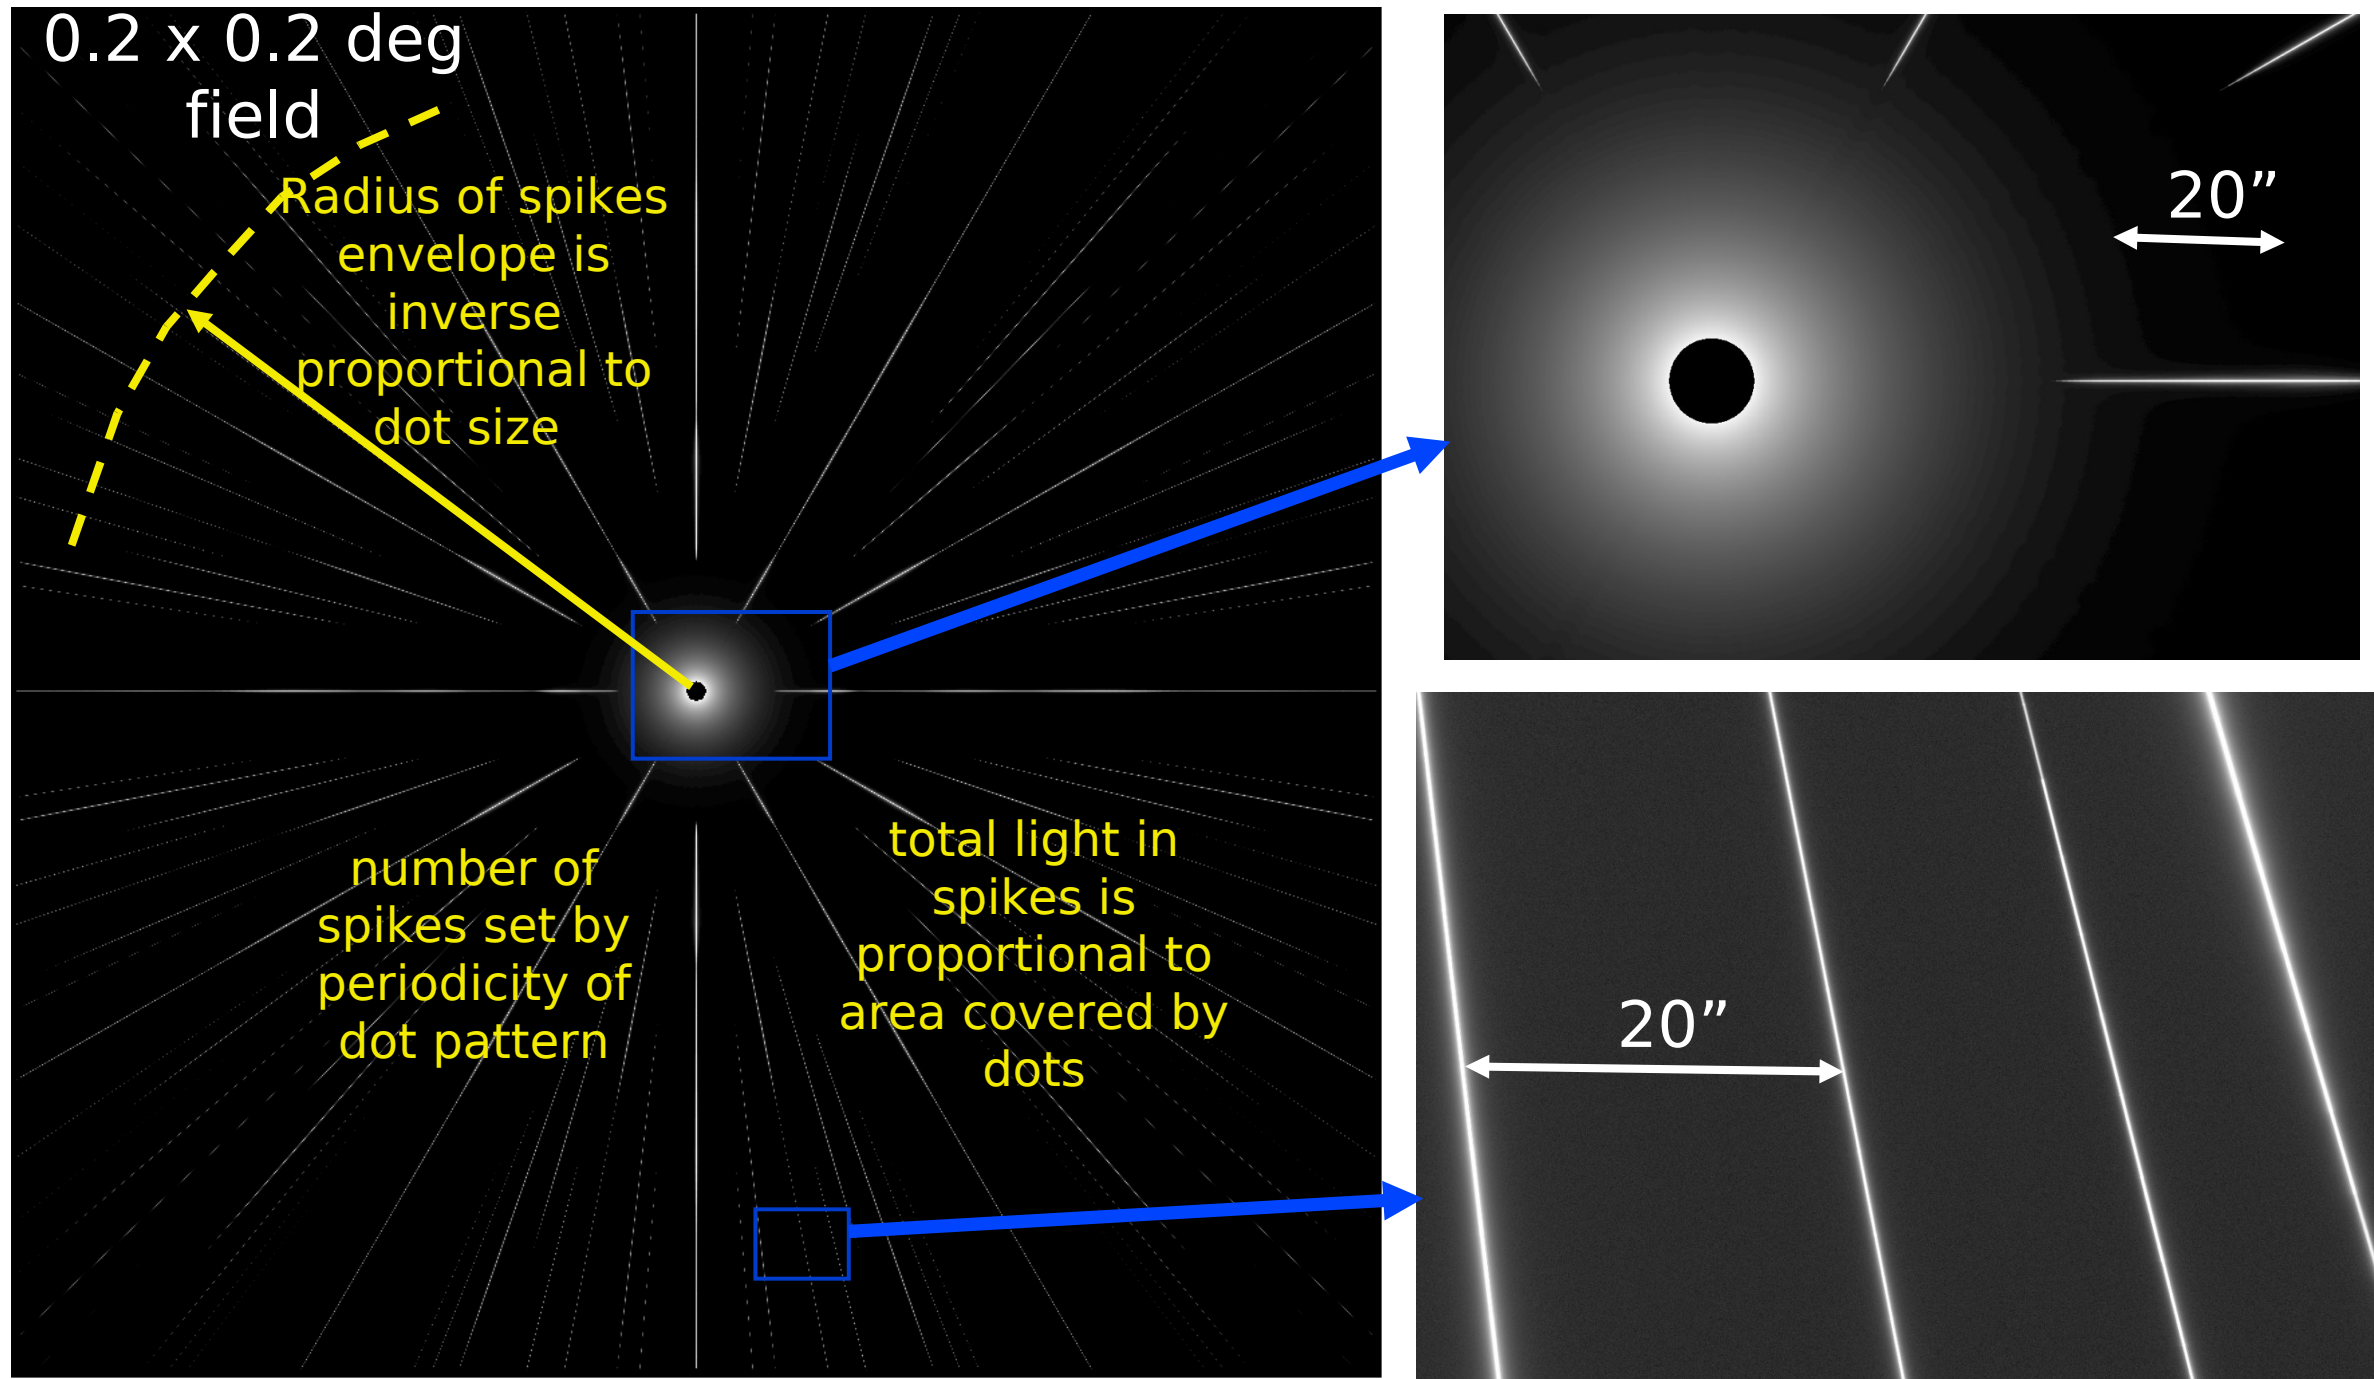 0.2 x 0.2 deg
field
Radius of spikes
envelope is
inverse
proportional to
dot size
20”
number of
spikes set by
periodicity of
dot pattern
total light in
spikes is
proportional to
area covered by
dots
20”